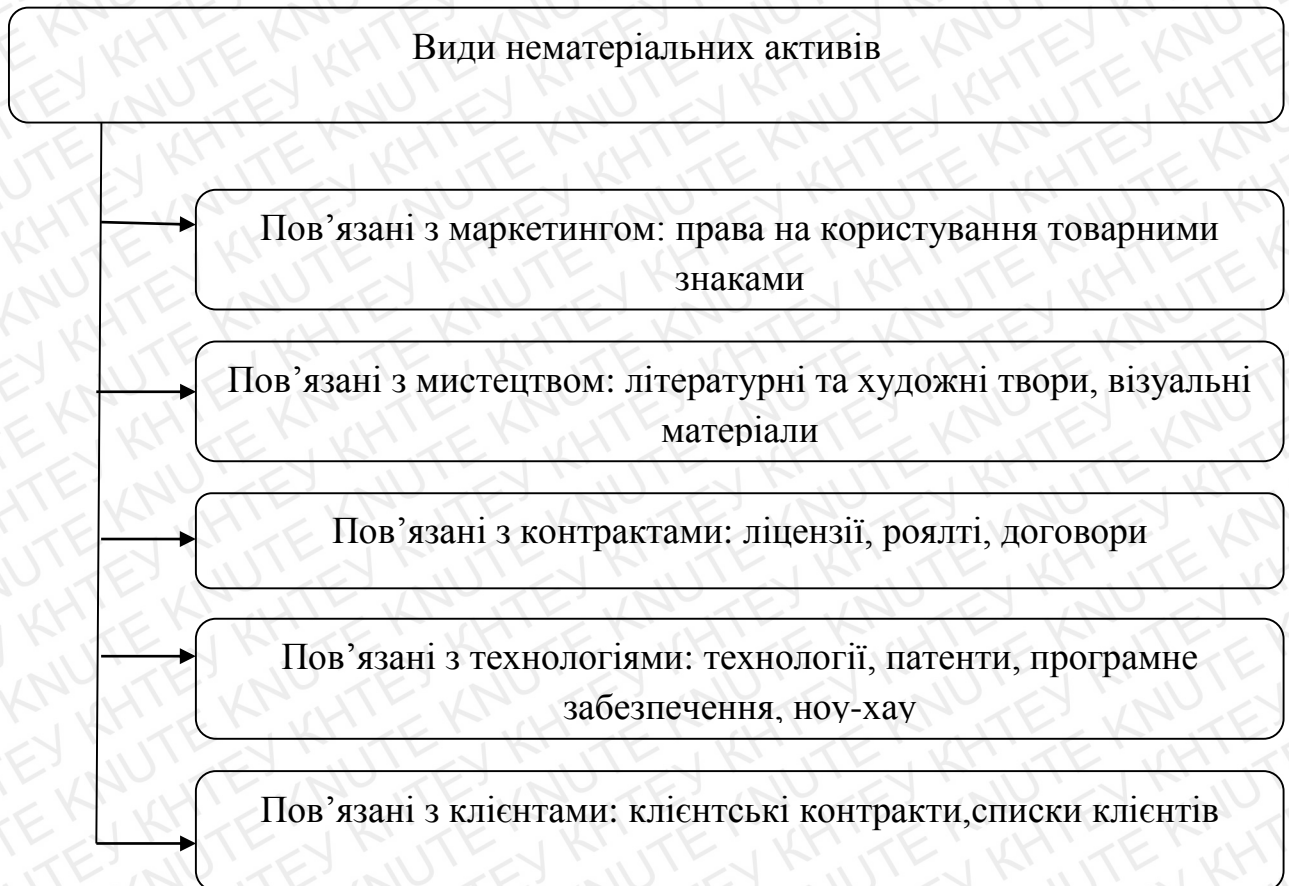 Види нематеріальних активів
Пов’язані з маркетингом: права на користування товарними
знаками
Пов’язані з мистецтвом: літературні та художні твори, візуальні
матеріали
Пов’язані з контрактами: ліцензії, роялті, договори
Пов’язані з технологіями: технології, патенти, програмне
забезпечення, ноу-хау
Пов’язані з клієнтами: клієнтські контракти,списки клієнтів